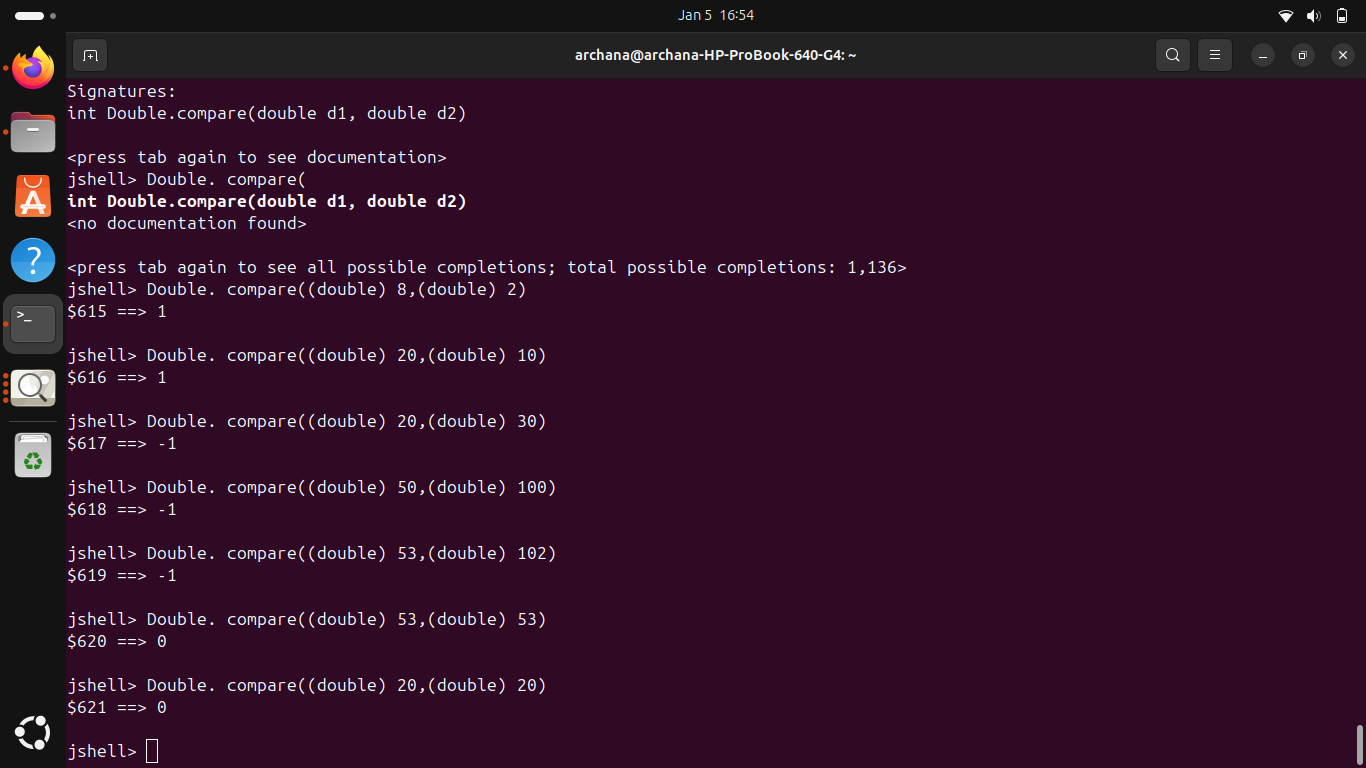 Jan 5 16:54
archana@archana-HP-ProBook-640-G4: ~
Signatures:
int Double.compare(double d1, double d2)
<press tab again to see documentation>
jshell> Double. compare(
int Double.compare(double d1, double d2)
<no documentation found>
<press tab again to see all possible completions; total possible completions: 1,136>
jshell> Double. compare((double) 8,(double) 2)
$615 ==> 1
jshell> Double. compare((double) 20,(double) 10)
$616 ==> 1
jshell> Double. compare((double) 20,(double) 30)
$617 ==> -1
jshell> Double. compare((double) 50,(double) 100)
$618 ==> -1
jshell> Double. compare((double) 53,(double) 102)
$619 ==> -1
jshell> Double. compare((double) 53,(double) 53)
$620 ==> 0
jshell> Double. compare((double) 20,(double) 20)
$621 ==> 0
jshell>